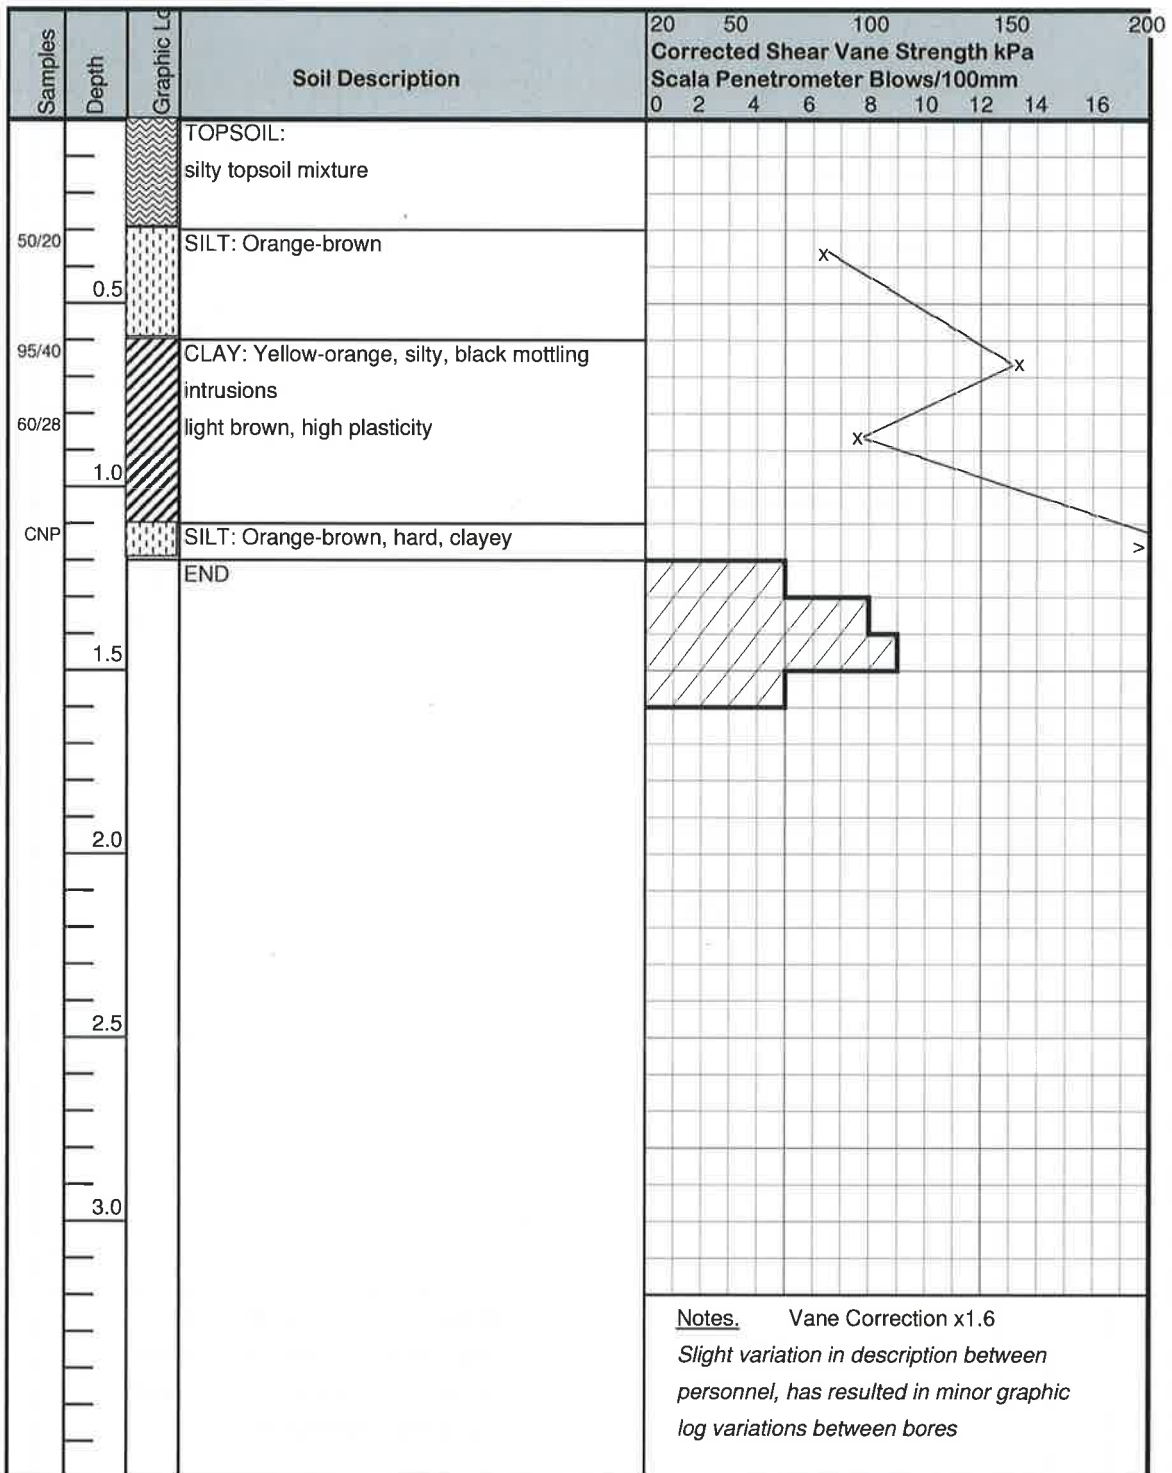 Samples
Depth
Graphic Lo
Soil Description
20 50 100 150 200
Corrected Shear Vane Strength kPa
Scala Penetrometer Blows/100mm
0 2 4 6 8 10 12 14 16
TOPSOIL:
silty topsoil mixture
50/20
SILT: Orange-brown
x
0.5
95/40
CLAY: Yellow-orange, silty, black mottling
x
intrusions
60/28
light brown, high plasticity
x
1.0
CNP
SILT: Orange-brown, hard, clayey
>
END
1.5
2.0
2.5
3.0
Notes. Vane Correction x1.6
Slight variation in description between
personnel, has resulted in minor graphic
log variations between bores